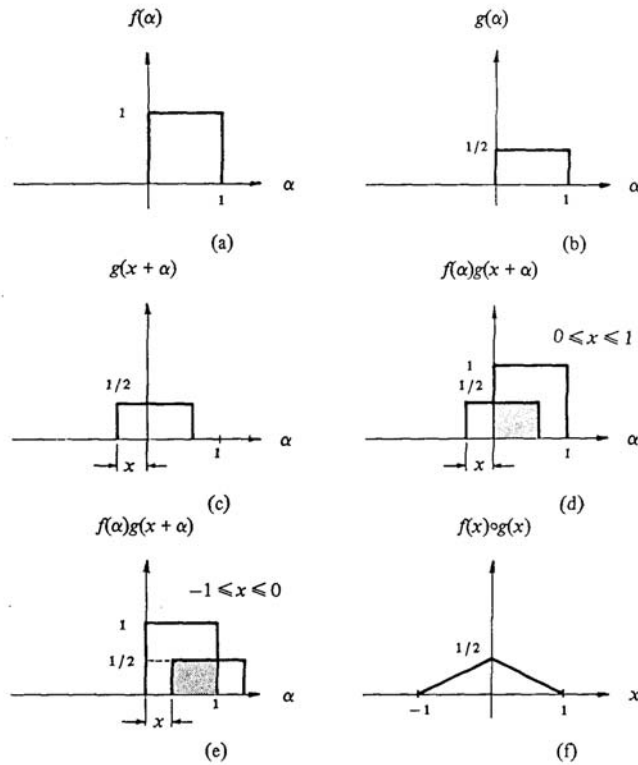 f(α)
g(α)
1
1/2
α
α
1
1
(a)
(b)
g(x + α)
f(α)g(x + α)
0 ⩽ x ⩽ 1
1
1/2
1/2
α
α
1
1
x
x
(c)
(d)
f(α)g(x + α)
f(x)∘g(x)
−1 ⩽ x ⩽ 0
1
1/2
1/2
α
x
1
−1
1
x
(e)
(f)